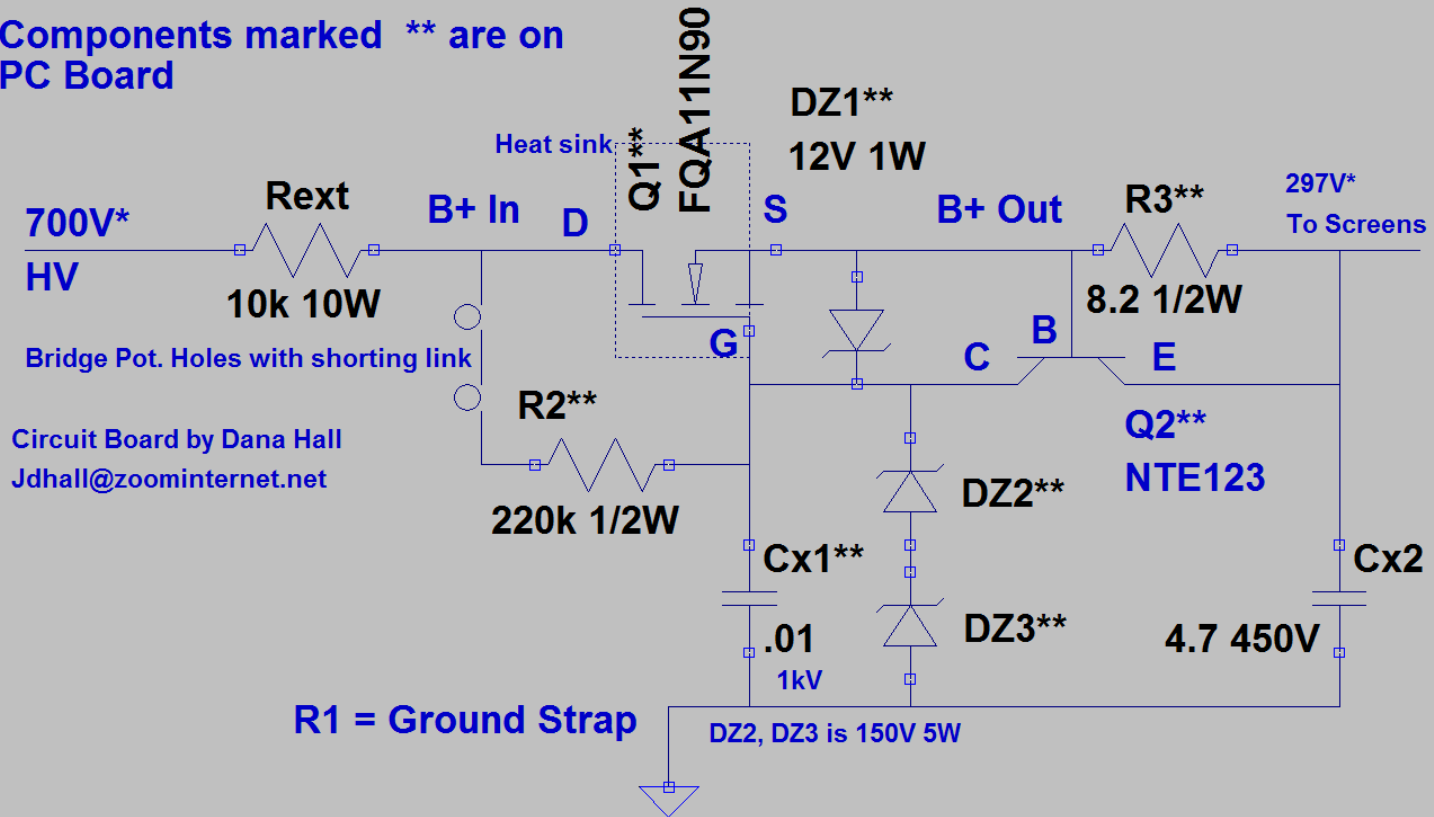 Components marked ** are on
PC Board
Heat sink
Q1**
FQA11N90
DZ1**
12V 1W
700V*
HV
Rext
10k 10W
B+ In
D
S
G
B+ Out
R3**
8.2 1/2W
297V*
To Screens
Bridge Pot. Holes with shorting link
C
B
E
Q2**
NTE123
Circuit Board by Dana Hall
Jdhall@zoominternet.net
R2**
220k 1/2W
DZ2**
Cx1**
.01
1kV
DZ3**
Cx2
4.7 450V
R1 = Ground Strap
DZ2, DZ3 is 150V 5W